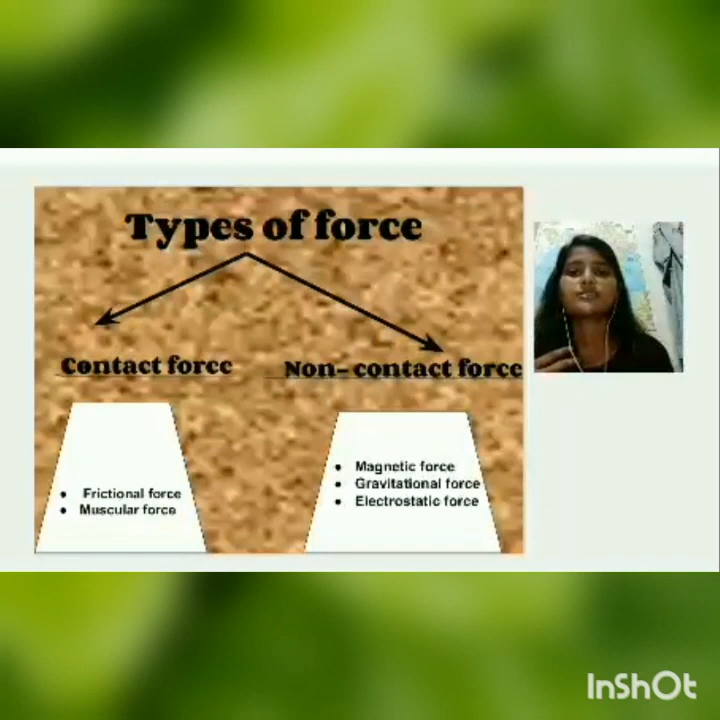 Types of force
Contact force
Non-contact force
Frictional force
Muscular force
Magnetic force
Gravitational force
Electrostatic force
InShOt